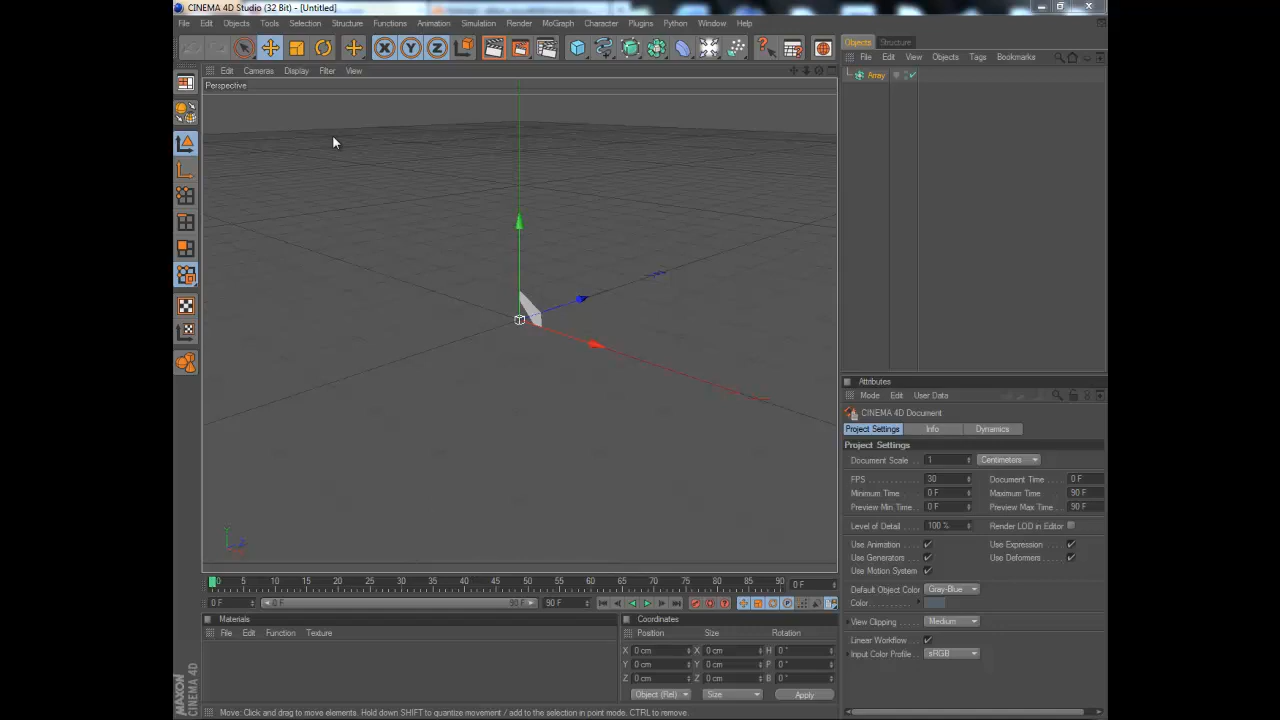 CINEMA 4D Studio (32 Bit) - [Untitled]
File Edit Objects Tools Selection Structure Functions Animation Simulation Render MoGraph Character Plugins Python Window Help
Objects Structure
Edit Cameras Display Filter View
File Edit View Objects Tags Bookmarks
Perspective
Array
X Y Z
Attributes
Mode Edit User Data
CINEMA 4D Document
Project Settings Info Dynamics
Project Settings
Document Scale . . 1 Centimeters
FPS . . . . . . . . . . . . 30 Document Time . . . . 0 F
Minimum Time . . . . 0 F Maximum Time . . . . 90 F
Preview Min Time . . 0 F Preview Max Time . . 90 F
Level of Detail . . . . 100 % Render LOD in Editor
Use Animation . . . . Use Expression . . . .
Use Generators . . . Use Deformers . . . .
Use Motion System
Default Object Color Gray-Blue
Color . . . . . . . . .
View Clipping . . . . Medium
Linear Workflow . .
Input Color Profile . . sRGB
0 5 10 15 20 25 30 35 40 45 50 55 60 65 70 75 80 85 90 0 F
0 F 0 F 90 F 90 F
Materials
File Edit Function Texture
Coordinates
Position Size Rotation
X 0 cm X 0 cm H 0 °
Y 0 cm Y 0 cm P 0 °
Z 0 cm Z 0 cm B 0 °
Object (Rel) Size Apply
MAXON
CINEMA 4D
Move: Click and drag to move elements. Hold down SHIFT to quantize movement / add to the selection in point mode. CTRL to remove.